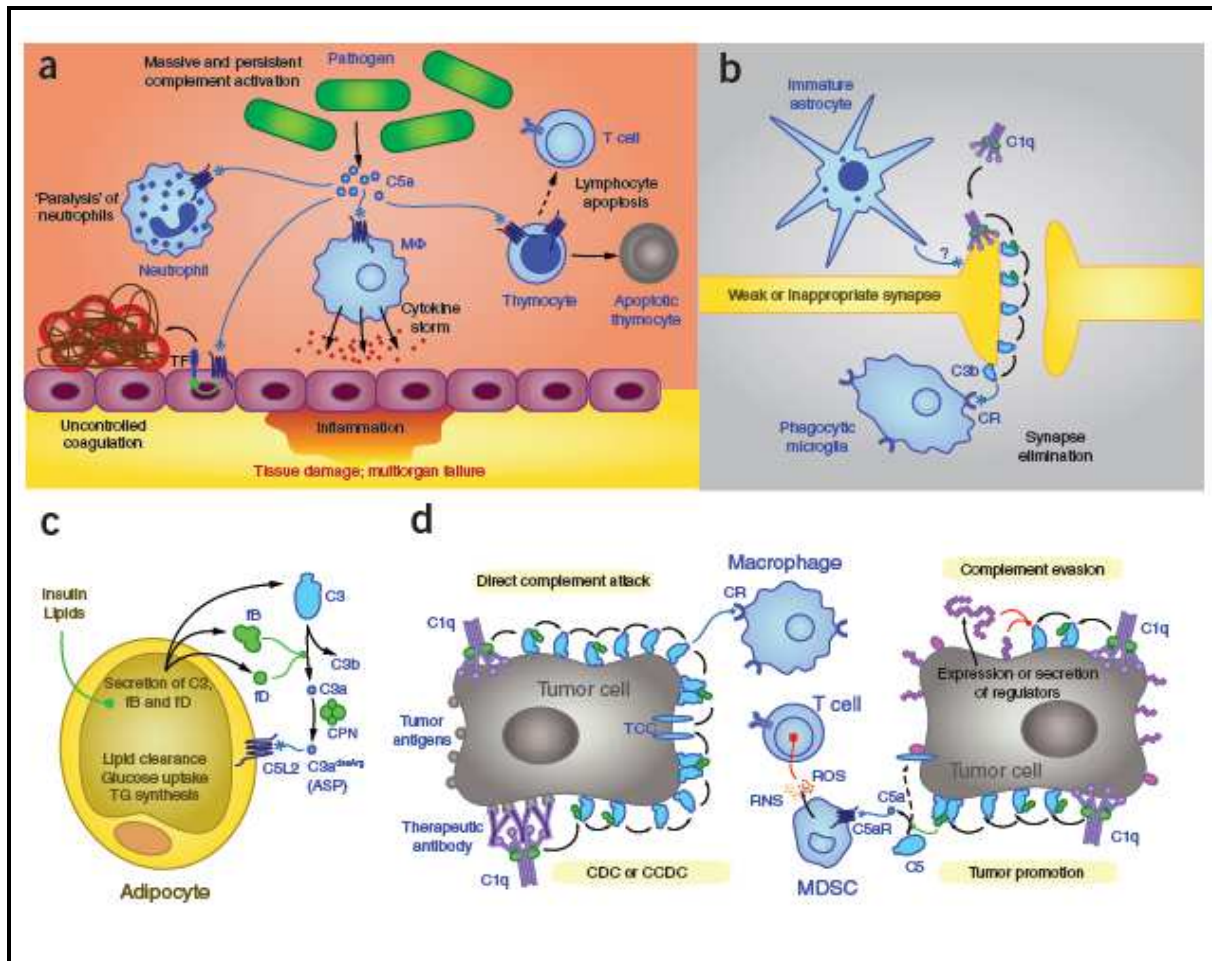 a
Massive and persistent
complement activation
Pathogen
T cell
C5a
Lymphocyte
apoptosis
'Paralysis' of
neutrophils
Neutrophil
MΦ
Thymocyte
Apoptotic
thymocyte
Cytokine
storm
TF
Uncontrolled
coagulation
Inflammation
Tissue damage; multiorgan failure
b
Immature
astrocyte
C1q
?
Weak or inappropriate synapse
C3b
CR
Phagocytic
microglia
Synapse
elimination
c
Insulin
Lipids
C3
fB
C3b
fD
C3a
CPN
Secretion of C3,
fB and fD
Lipid clearance
Glucose uptake
TG synthesis
C5L2
C3adesArg
(ASP)
Adipocyte
d
Direct complement attack
Macrophage
CR
C1q
Tumor cell
Tumor
antigens
TCC
T cell
ROS
RNS
C5a
C5aR
MDSC
Therapeutic
antibody
C1q
CDC or CCDC
Complement evasion
C1q
Expression or secretion
of regulators
Tumor cell
C5
C1q
Tumor promotion